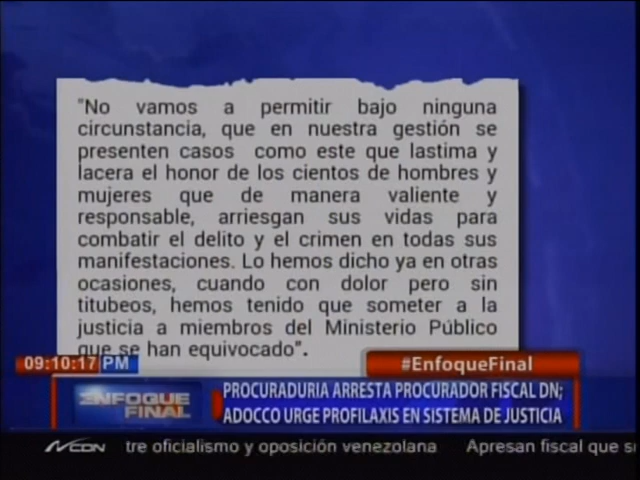 "No vamos a permitir bajo ninguna
circunstancia, que en nuestra gestión se
presenten casos como este que lastima y
lacera el honor de los cientos de hombres y
mujeres que de manera valiente y
responsable, arriesgan sus vidas para
combatir el delito y el crimen en todas sus
manifestaciones. Lo hemos dicho ya en otras
ocasiones, cuando con dolor pero sin
titubeos, hemos tenido que someter a la
justicia a miembros del Ministerio Público
que se han equivocado".
09:10:17 PM
#EnfoqueFinal
ENFOQUE
FINAL
PROCURADURIA ARRESTA PROCURADOR FISCAL DN;
ADOCCO URGE PROFILAXIS EN SISTEMA DE JUSTICIA
CDN tre oficialismo y oposición venezolana Apresan fiscal que s